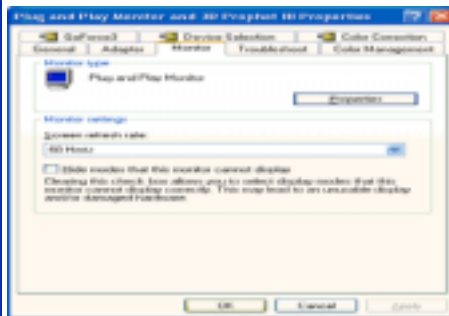 Plug and Play Monitor and 3D Prophet III Properties
GeForce3 Device Selection Color Correction
General Adapter Monitor Troubleshoot Color Management
Monitor type
Plug and Play Monitor
Properties
Monitor settings
Screen refresh rate:
60 Hertz
Hide modes that this monitor cannot display
Clearing this check box allows you to select display modes that this
monitor cannot display correctly. This may lead to an unusable display
and/or damaged hardware.
OK Cancel Apply